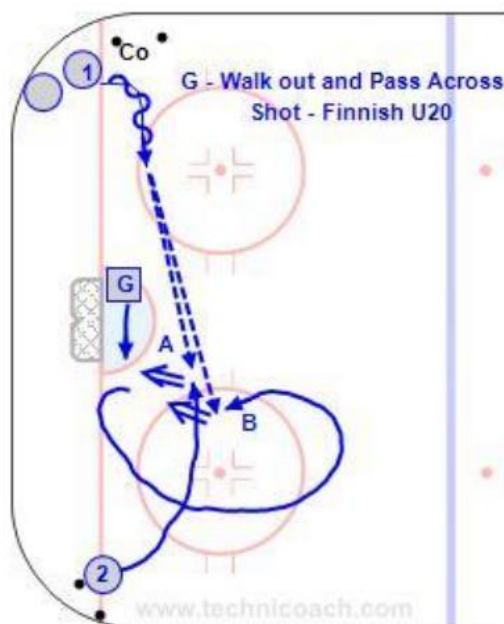 Co
1
G - Walk out and Pass Across
Shot - Finnish U20
G
A
B
2
www.technicoach.com